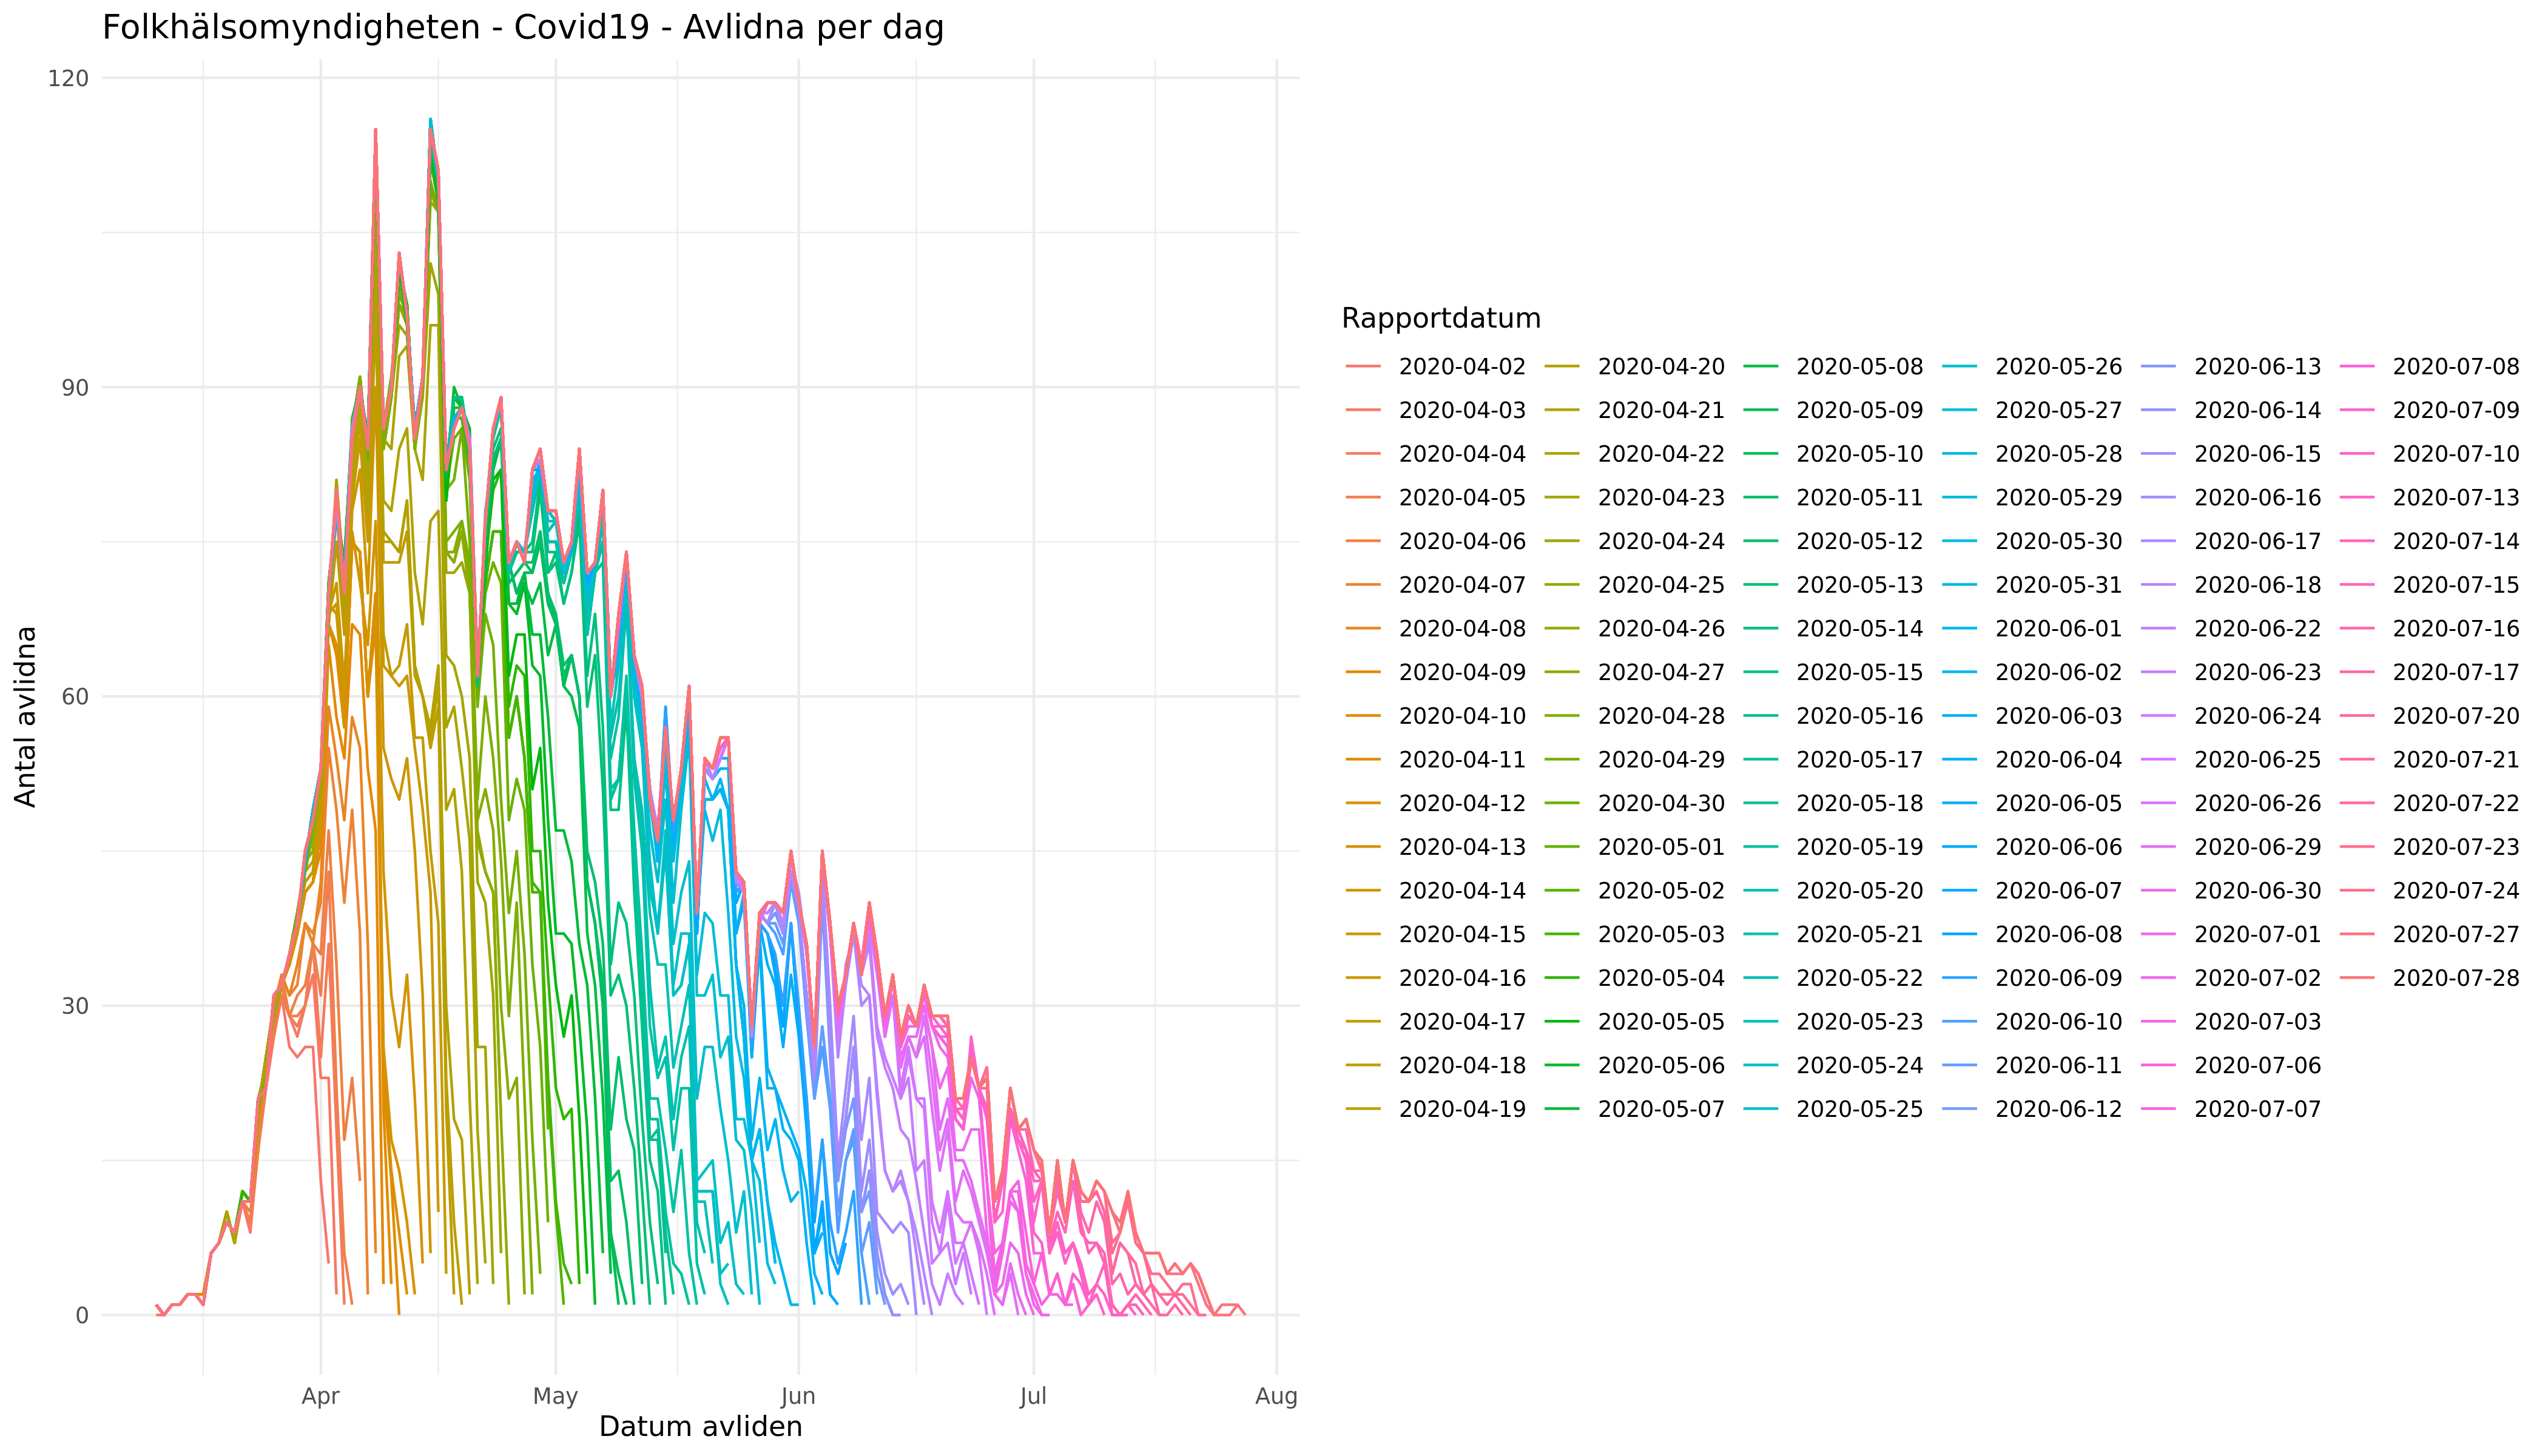 Folkhälsomyndigheten - Covid19 - Avlidna per dag
120
90
60
30
0
Antal avlidna
Apr May Jun Jul Aug
Datum avliden
Rapportdatum
2020-04-02 2020-04-20 2020-05-08 2020-05-26 2020-06-13 2020-07-08
2020-04-03 2020-04-21 2020-05-09 2020-05-27 2020-06-14 2020-07-09
2020-04-04 2020-04-22 2020-05-10 2020-05-28 2020-06-15 2020-07-10
2020-04-05 2020-04-23 2020-05-11 2020-05-29 2020-06-16 2020-07-13
2020-04-06 2020-04-24 2020-05-12 2020-05-30 2020-06-17 2020-07-14
2020-04-07 2020-04-25 2020-05-13 2020-05-31 2020-06-18 2020-07-15
2020-04-08 2020-04-26 2020-05-14 2020-06-01 2020-06-22 2020-07-16
2020-04-09 2020-04-27 2020-05-15 2020-06-02 2020-06-23 2020-07-17
2020-04-10 2020-04-28 2020-05-16 2020-06-03 2020-06-24 2020-07-20
2020-04-11 2020-04-29 2020-05-17 2020-06-04 2020-06-25 2020-07-21
2020-04-12 2020-04-30 2020-05-18 2020-06-05 2020-06-26 2020-07-22
2020-04-13 2020-05-01 2020-05-19 2020-06-06 2020-06-29 2020-07-23
2020-04-14 2020-05-02 2020-05-20 2020-06-07 2020-06-30 2020-07-24
2020-04-15 2020-05-03 2020-05-21 2020-06-08 2020-07-01 2020-07-27
2020-04-16 2020-05-04 2020-05-22 2020-06-09 2020-07-02 2020-07-28
2020-04-17 2020-05-05 2020-05-23 2020-06-10 2020-07-03
2020-04-18 2020-05-06 2020-05-24 2020-06-11 2020-07-06
2020-04-19 2020-05-07 2020-05-25 2020-06-12 2020-07-07